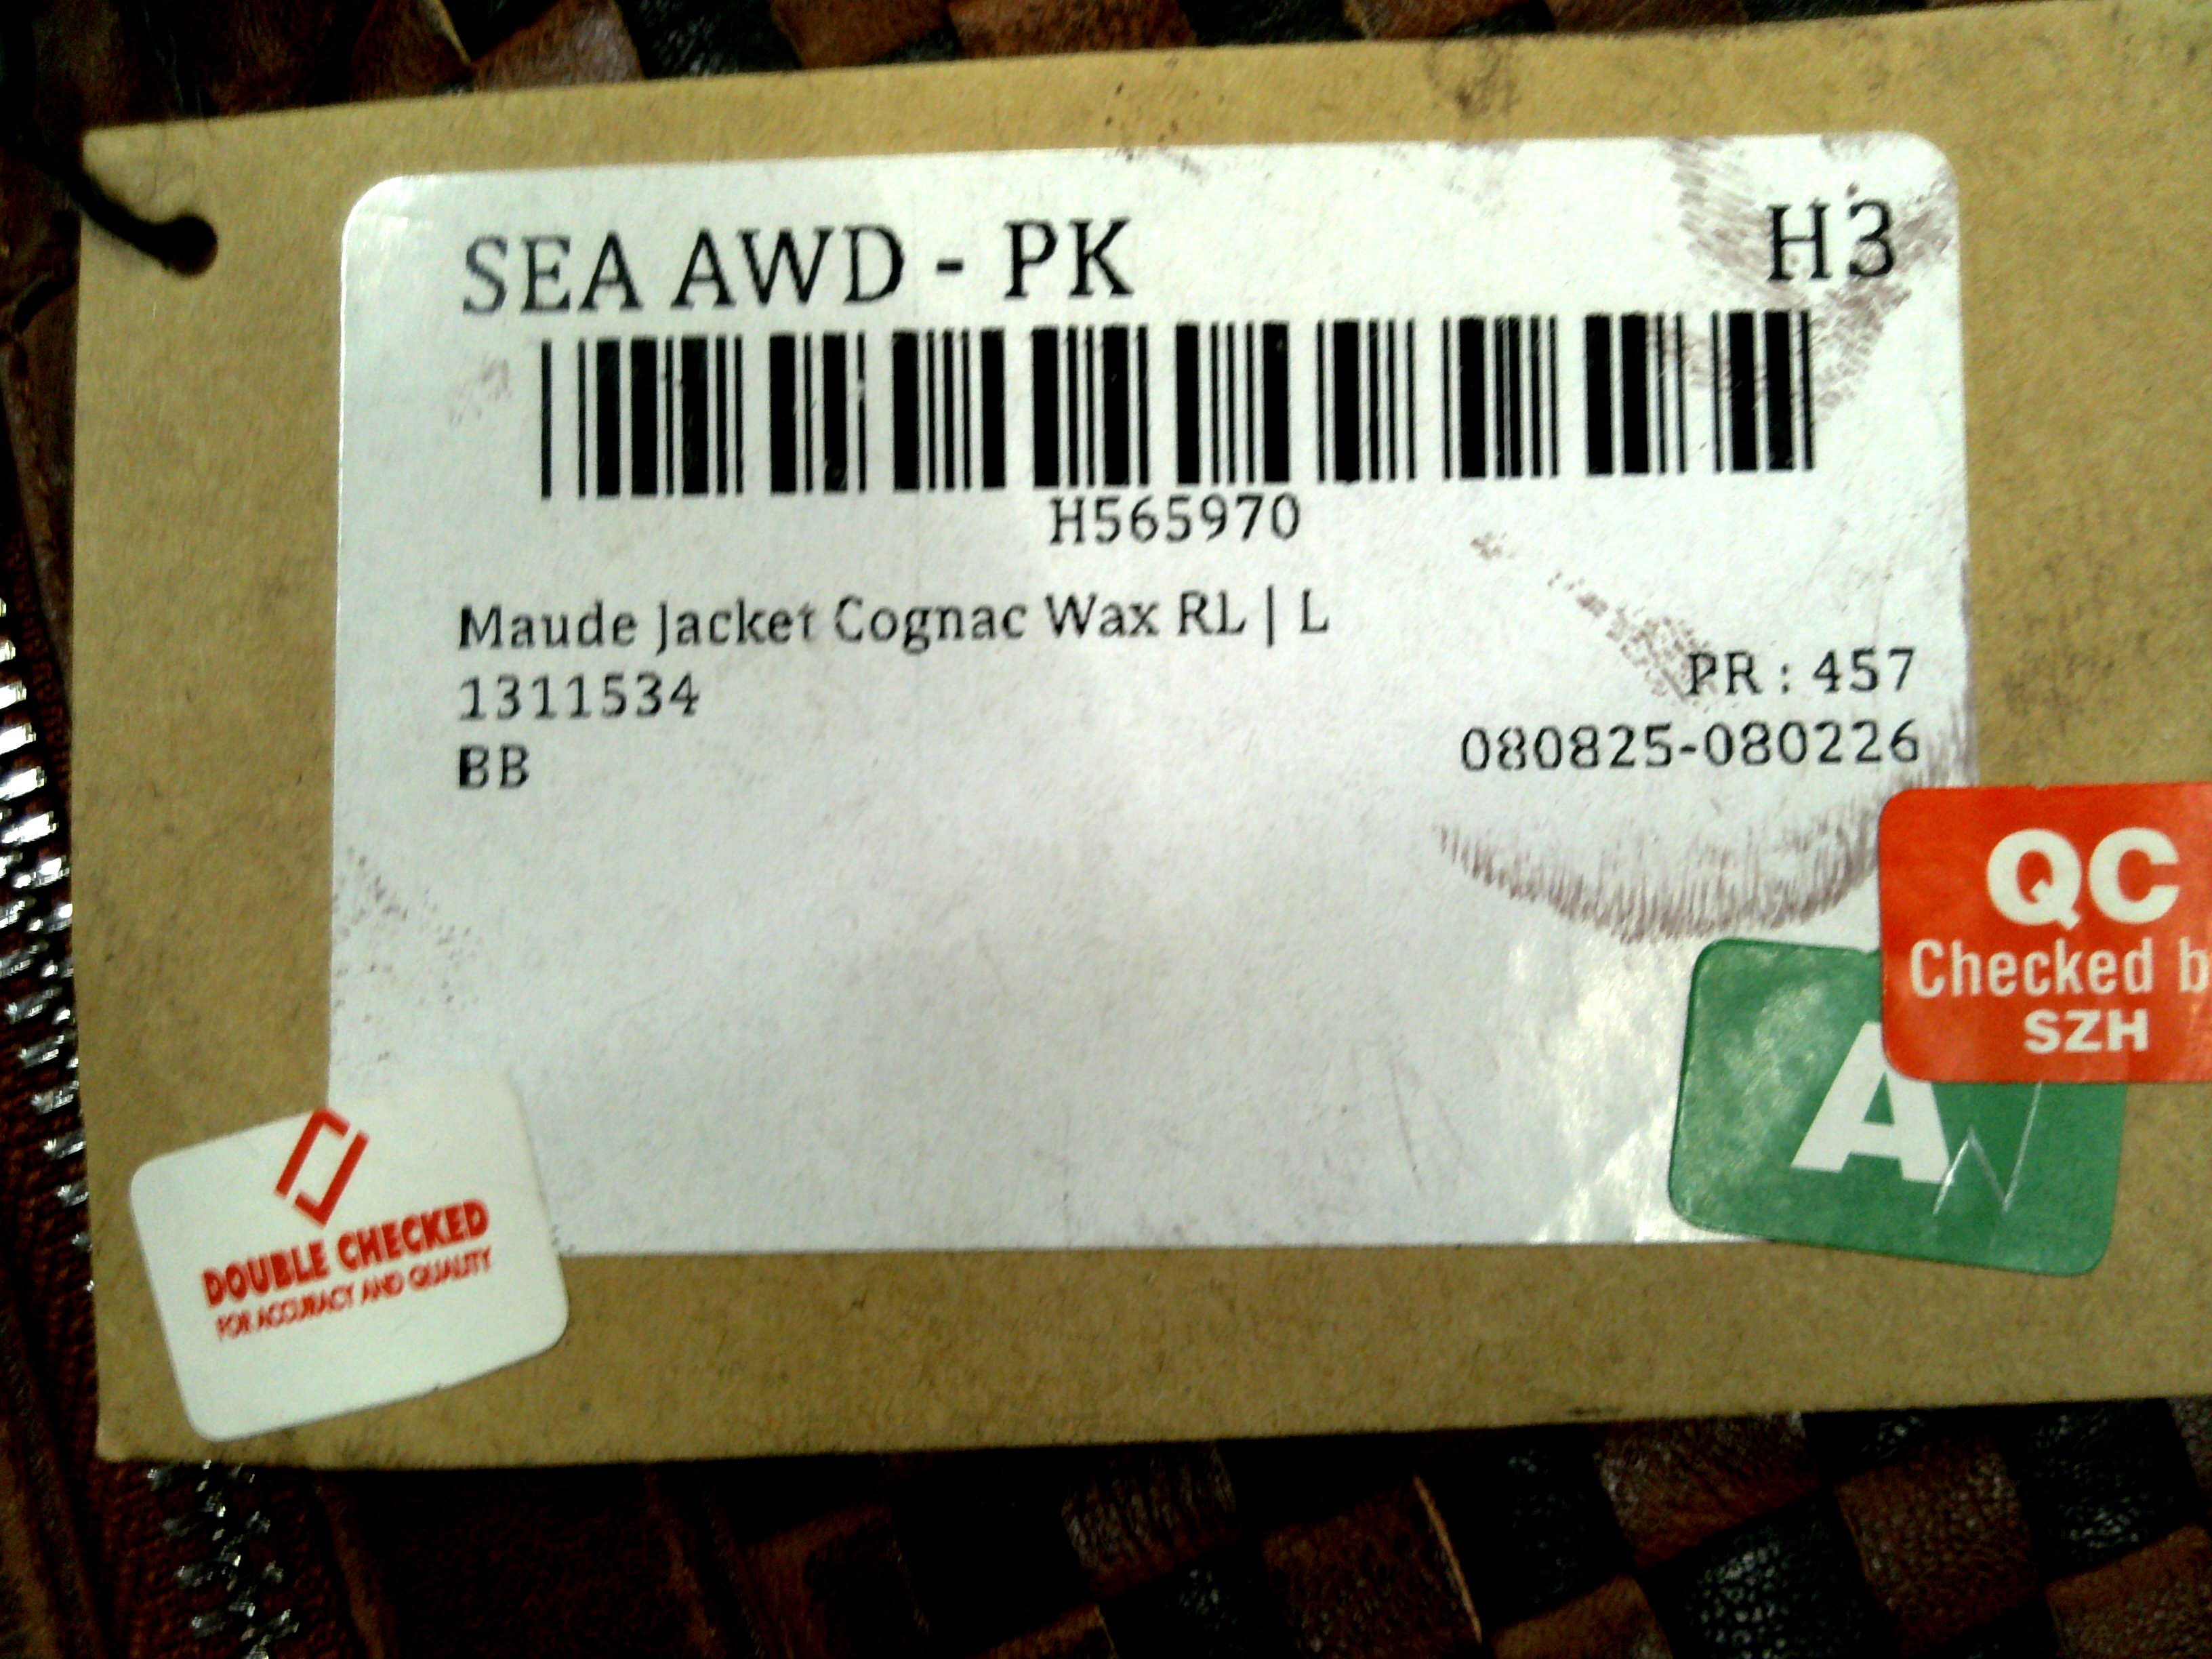 SEA AWD - PK
H3
H565970
Maude Jacket Cognac Wax RL | L
1311534
PR : 457
BB
080825-080226
QC
Checked b
SZH
A
DOUBLE CHECKED
FOR ACCURACY AND QUALITY